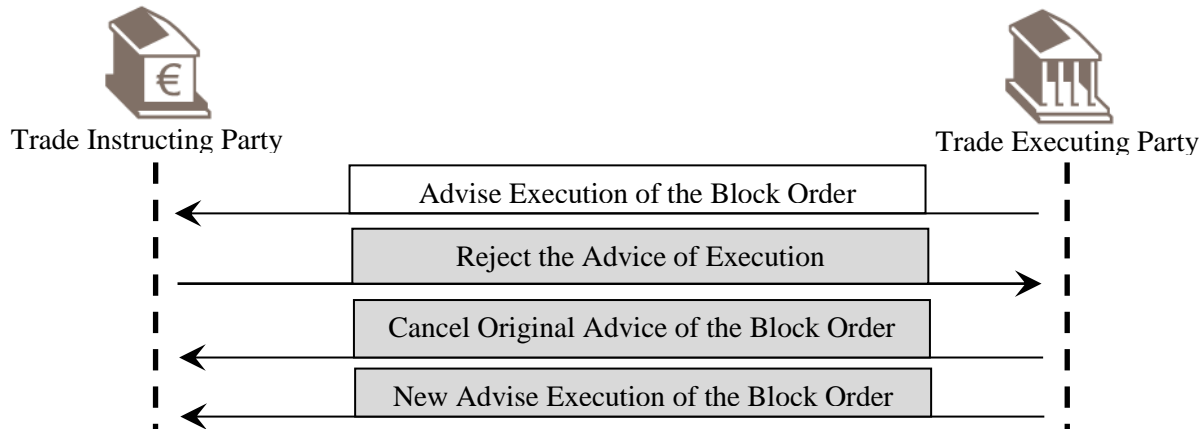 €
Trade Instructing Party
Trade Executing Party
Advise Execution of the Block Order
Reject the Advice of Execution
Cancel Original Advice of the Block Order
New Advise Execution of the Block Order